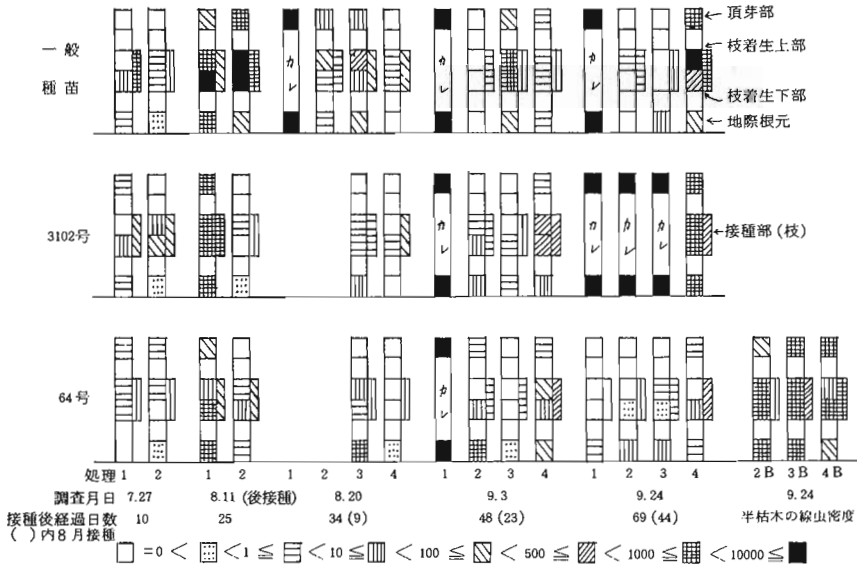 一般
種苗
カレ カレ カレ
頂芽部
枝着生上部
枝着生下部
地際根元
3102号
カレ カレ カレ カレ
接種部(枝)
64号
カレ
処理 1 2 1 2 1 2 3 4 1 2 3 4 1 2 3 4 2B 3B 4B
調査月日 7.27 8.11 (後接種) 8.20 9.3 9.24 9.24
接種後経過日数 10 25 34 (9) 48 (23) 69 (44) 半枯木の線虫密度
( )内8月接種
=0 < <1 ≦ <10 ≦ < 100 ≦ < 500 ≦ < 1000 ≦ < 10000 ≦